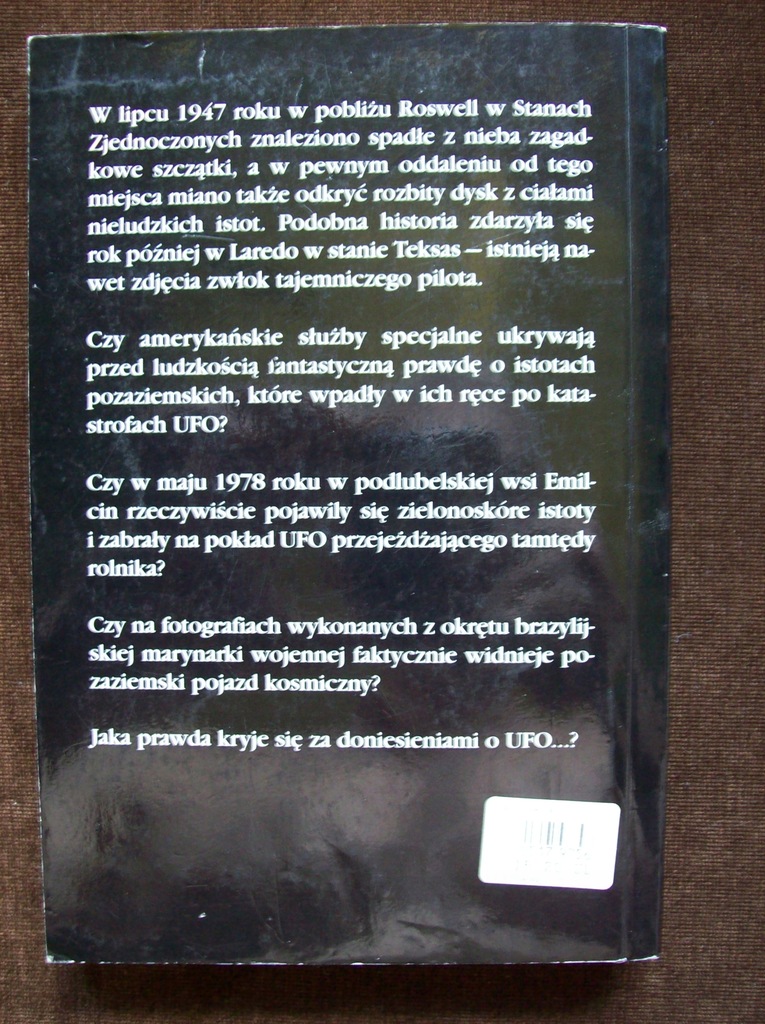 W lipcu 1947 roku w pobliżu Roswell w Stanach
Zjednoczonych znaleziono spadłe z nieba zagad-
kowe szczątki, a w pewnym oddaleniu od tego
miejsca miano także odkryć rozbity dysk z ciałami
nieludzkich istot. Podobna historia zdarzyła się
rok później w Laredo w stanie Teksas – istnieją na-
wet zdjęcia zwłok tajemniczego pilota.
Czy amerykańskie służby specjalne ukrywają
przed ludzkością fantastyczną prawdę o istotach
pozaziemskich, które wpadły w ich ręce po kata-
strofach UFO?
Czy w maju 1978 roku w podlubelskiej wsi Emil-
cin rzeczywiście pojawiły się zielonoskóre istoty
i zabrały na pokład UFO przejeżdżającego tamtędy
rolnika?
Czy na fotografiach wykonanych z okrętu brazylij-
skiej marynarki wojennej faktycznie widnieje po-
zaziemski pojazd kosmiczny?
Jaka prawda kryje się za doniesieniami o UFO...?